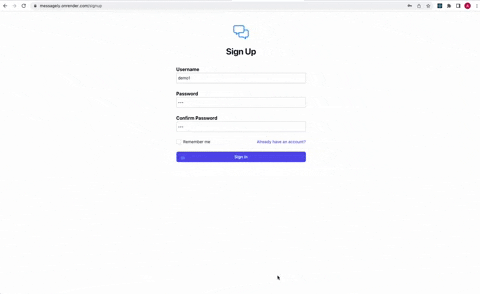 messagely.onrender.com/signup
A
Sign Up
Username
demo1
Password
•••
Confirm Password
•••
Remember me Already have an account?
Sign in